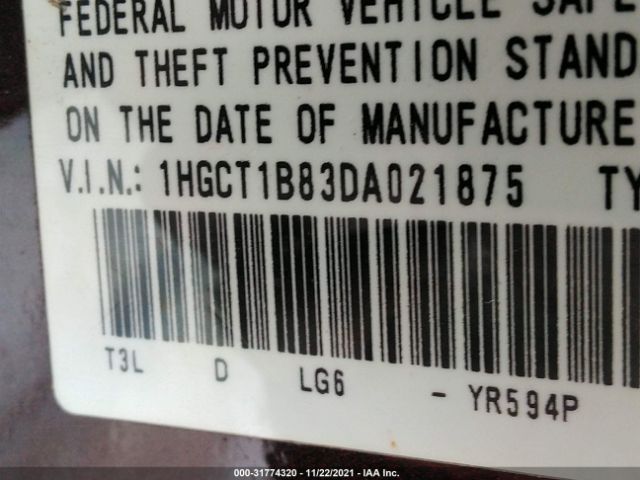 FEDERAL MOTOR VEHICLE SAFE
AND THEFT PREVENTION STAND
ON THE DATE OF MANUFACTURE
V.I.N.: 1HGCT1B83DA021875 TY
T3L D LG6 - YR594P
000-31774320 - 11/22/2021 - IAA Inc.